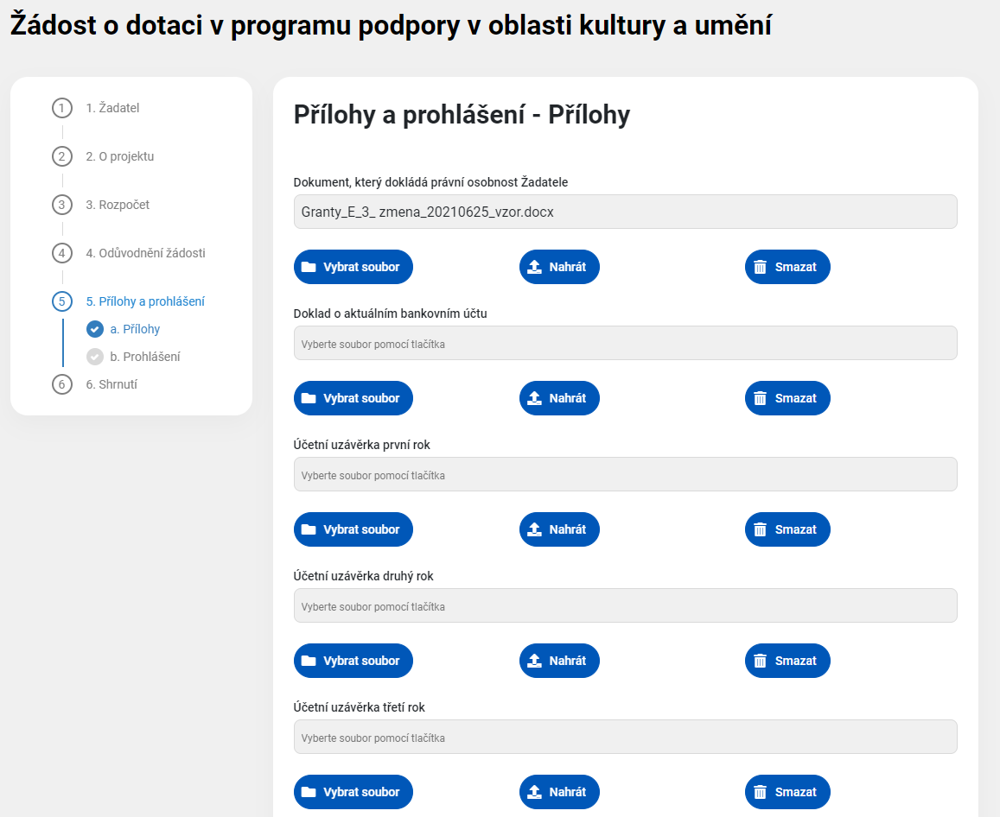 Žádost o dotaci v programu podpory v oblasti kultury a umění
1 1. Žadatel
2 2. O projektu
3 3. Rozpočet
4 4. Odůvodnění žádosti
5 5. Přílohy a prohlášení
a. Přílohy
b. Prohlášení
6 6. Shrnutí
Přílohy a prohlášení - Přílohy
Dokument, který dokládá právní osobnost Žadatele
Granty_E_3_ zmena_20210625_vzor.docx
Vybrat soubor Nahrát Smazat
Doklad o aktuálním bankovním účtu
Vyberte soubor pomocí tlačítka
Vybrat soubor Nahrát Smazat
Účetní uzávěrka první rok
Vyberte soubor pomocí tlačítka
Vybrat soubor Nahrát Smazat
Účetní uzávěrka druhý rok
Vyberte soubor pomocí tlačítka
Vybrat soubor Nahrát Smazat
Účetní uzávěrka třetí rok
Vyberte soubor pomocí tlačítka
Vybrat soubor Nahrát Smazat